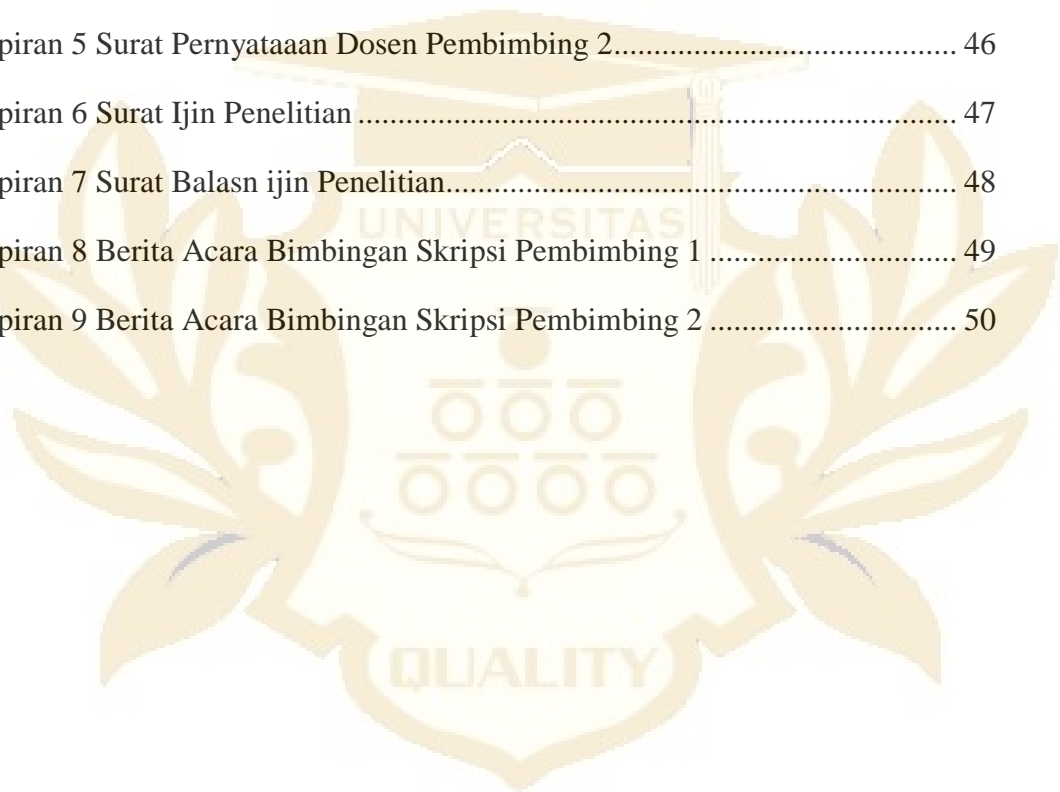 piran 5 Surat Pernyataaan Dosen Pembimbing 2.......................................... 46
piran 6 Surat Ijin Penelitian.......................................................................... 47
piran 7 Surat Balasn ijin Penelitian............................................................... 48
UNIVERSITAS
piran 8 Berita Acara Bimbingan Skripsi Pembimbing 1 .............................. 49
piran 9 Berita Acara Bimbingan Skripsi Pembimbing 2 .............................. 50
QUALITY